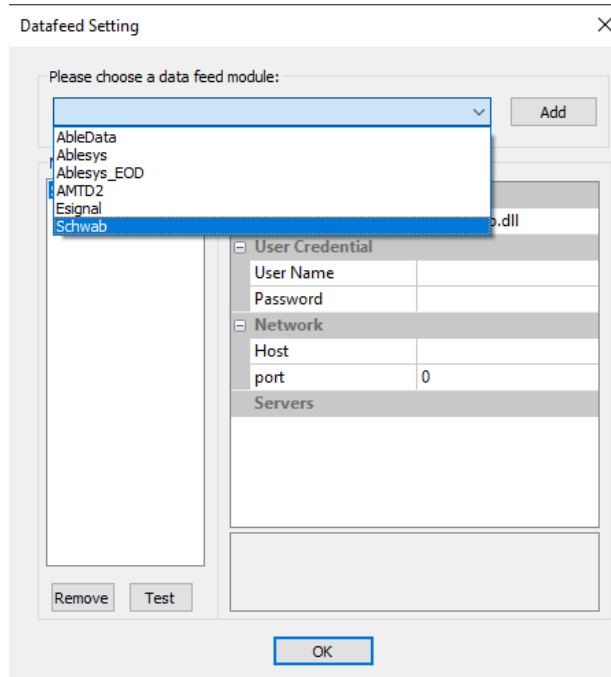 Datafeed Setting
Please choose a data feed module:
Add
AbleData
Ablesys
Ablesys_EOD
AMTD2
Esignal
Schwab
User Credential
User Name
Password
Network
Host
port 0
Servers
Remove Test
OK